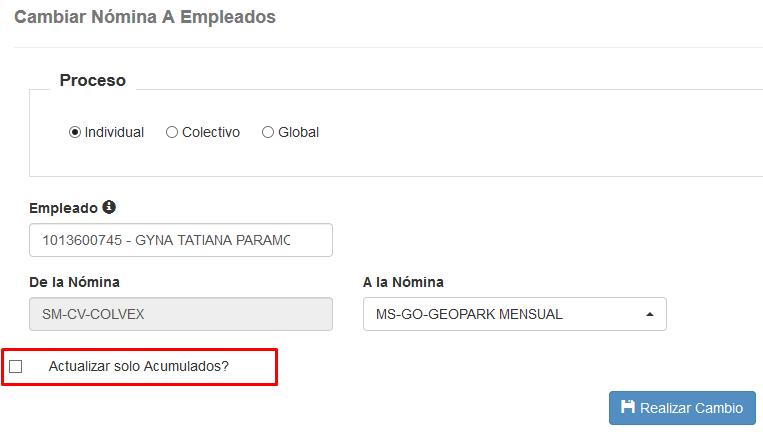 Cambiar Nómina A Empleados
Proceso
Individual Colectivo Global
Empleado
1013600745 - GYNA TATIANA PARAMO
De la Nómina A la Nómina
SM-CV-COLVEX MS-GO-GEOPARK MENSUAL
Actualizar solo Acumulados?
Realizar Cambio